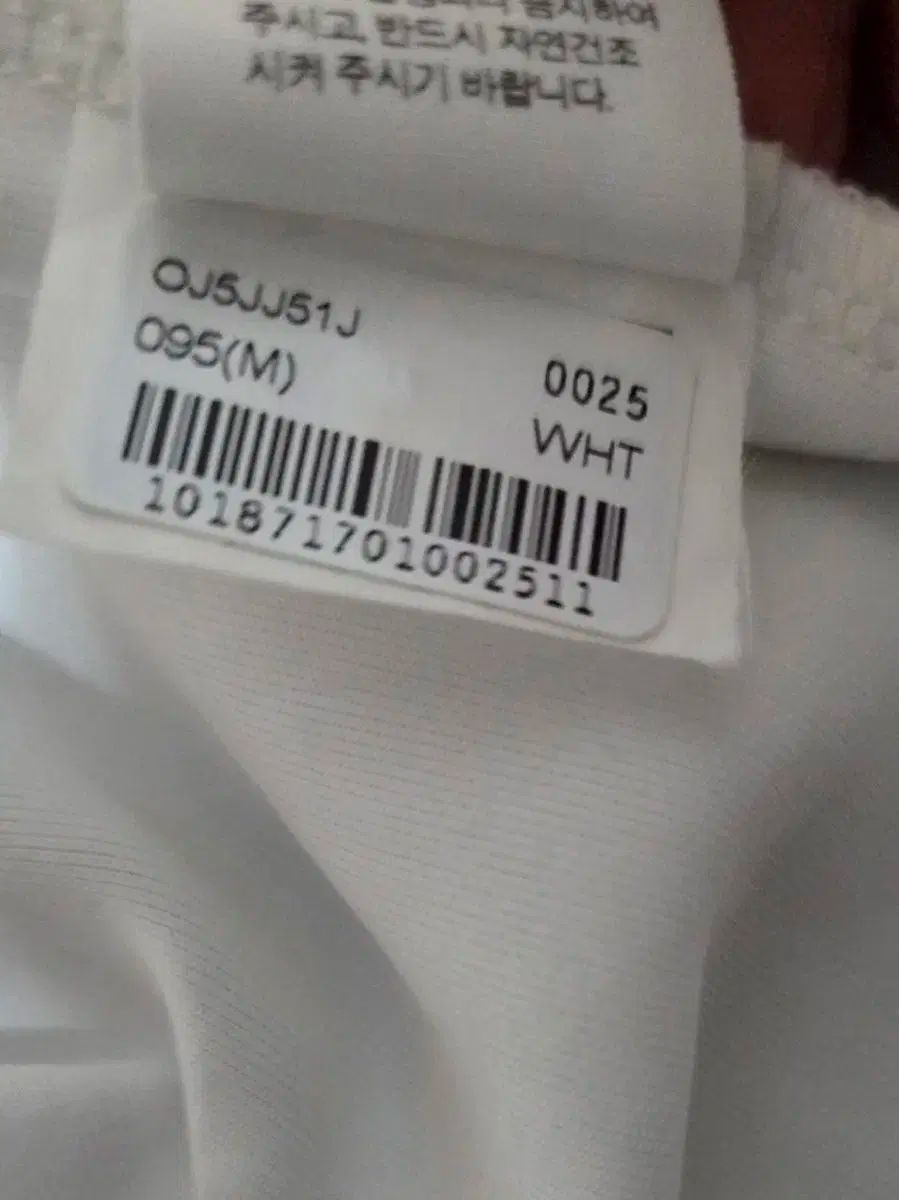 주시고, 반드시 자연건조
시켜 주시기 바랍니다.
OJ5JJ51J
095(M)
0025
WHT
101871701002511